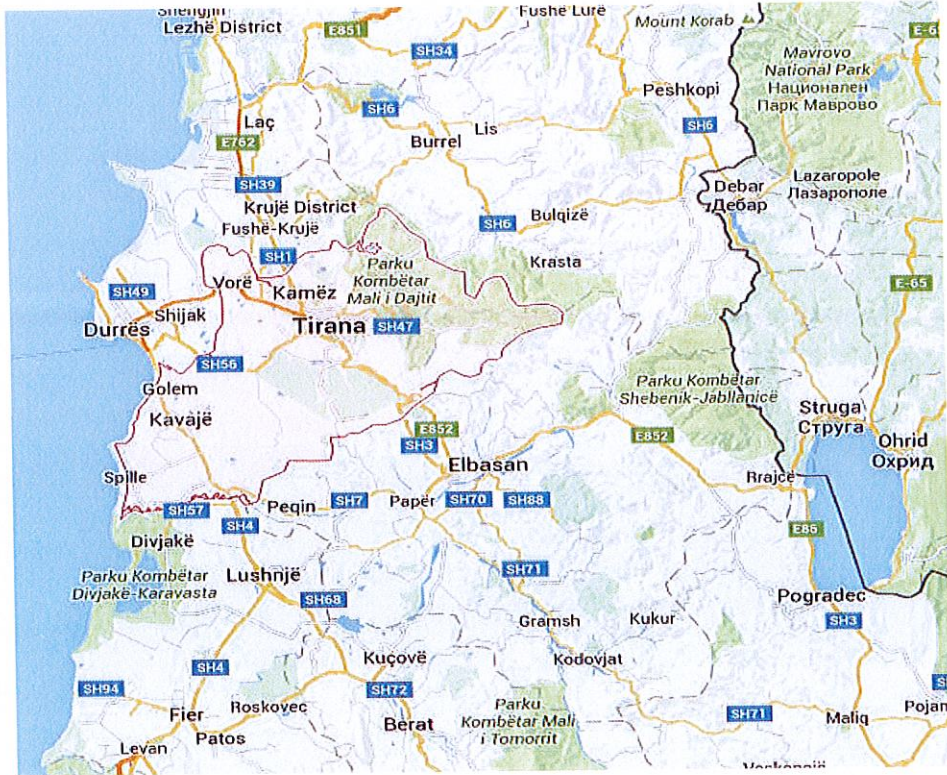 Shëngjin
Lezhë District
E851
SH34
Fushë Lurë
Mount Korab
Mavrovo
National Park
Национален
Парк Маврово
Peshkopi
SH6
Laç
E762
SH6
Burrel
Lis
SH39
Krujë District
Fushë-Krujë
SH6
Bulqizë
Debar
Дебар
Lazaropole
Лазарополе
SH1
Parku
Kombëtar
Mali i Dajtit
Krasta
E-65
Vorë
Kamëz
SH49
Shijak
Durrës
Tirana
SH47
SH56
Golem
Kavajë
Parku Kombëtar
Shebenik-Jabllanicë
Struga
Струга
E852
SH3
E852
Ohrid
Охрид
Elbasan
Spille
Rrajcë
SH57
SH4
Peqin
SH7
Papër
SH70
SH88
E86
Divjakë
Parku Kombëtar
Divjakë-Karavasta
Lushnjë
SH68
SH71
Pogradec
Gramsh
Kukur
SH3
SH4
Kuçovë
Kodovjat
SH94
SH72
Roskovec
Fier
Patos
Berat
Parku
Kombëtar Mali
i Tomorrit
SH71
Maliq
Levan